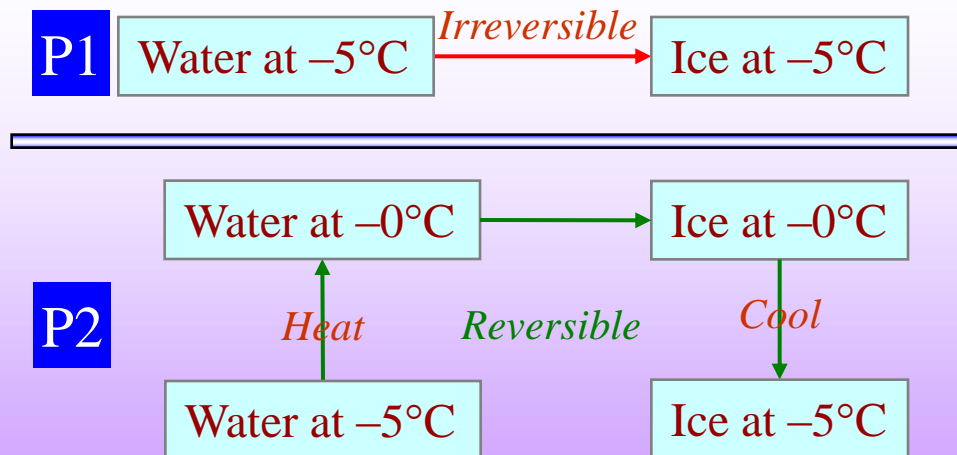 Irreversible
P1 Water at –5°C Ice at –5°C
Water at –0°C Ice at –0°C
P2 Heat Reversible Cool
Water at –5°C Ice at –5°C